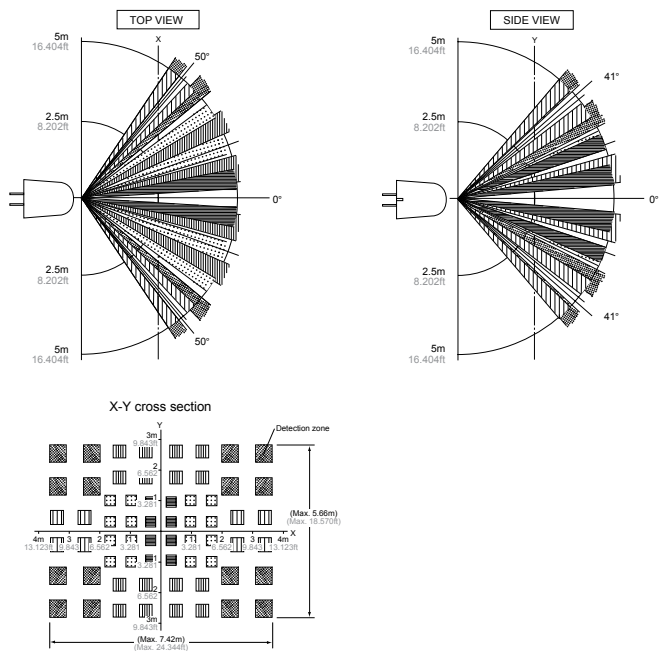 TOP VIEW
5m
16.404ft
X
50°
2.5m
8.202ft
0°
2.5m
8.202ft
50°
5m
16.404ft
SIDE VIEW
5m
16.404ft
Y
41°
2.5m
8.202ft
0°
2.5m
8.202ft
41°
5m
16.404ft
X-Y cross section
Y
Detection zone
3m
9.843ft
2
6.562
1
3.281
(Max. 5.66m)
(Max. 18.570ft)
X
4m 3 2 1 1 2 3 4m
13.123ft 9.843 6.562 3.281 3.281 6.562 9.843 13.123ft
1
3.281
2
6.562
3m
9.843ft
(Max. 7.42m)
(Max. 24.344ft)